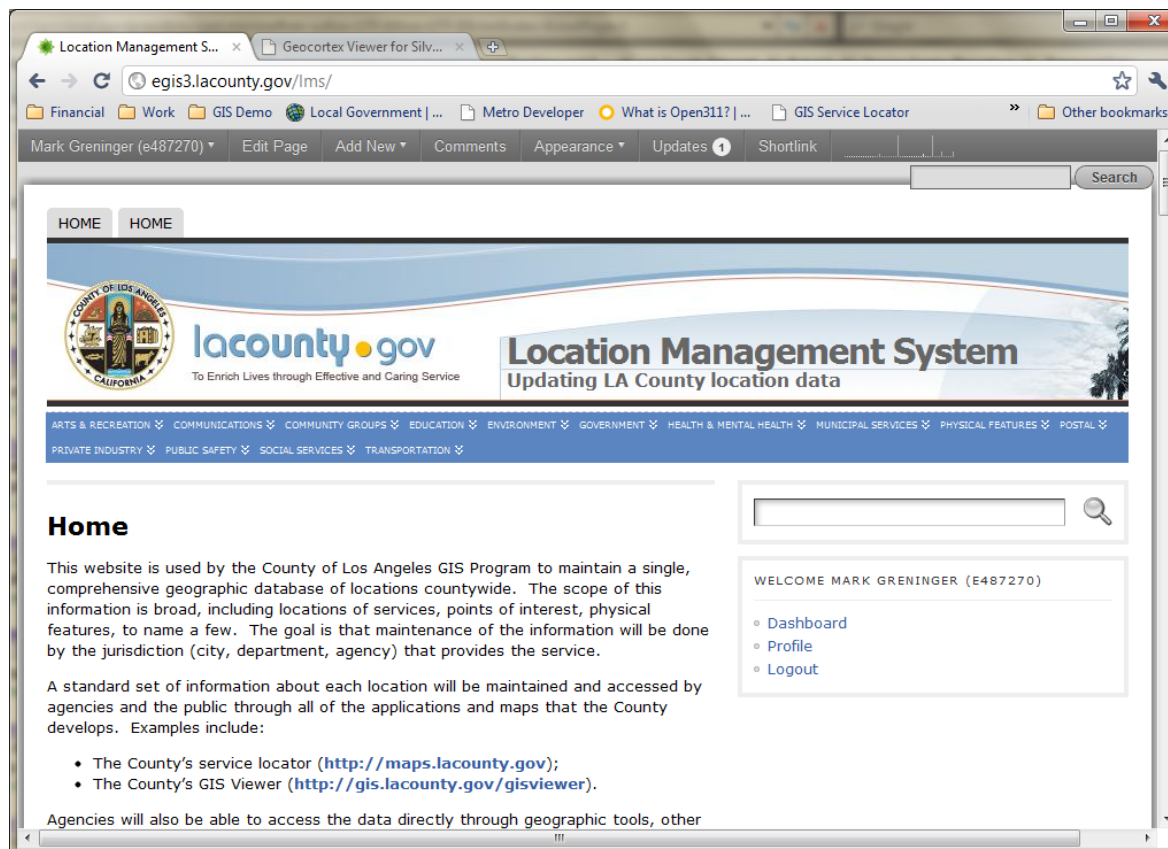 Location Management S...
Geocortex Viewer for Silv...
egis3.lacounty.gov/lms/
Financial Work GIS Demo Local Government | ... Metro Developer What is Open311? | ... GIS Service Locator » Other bookmarks
Mark Greninger (e487270) Edit Page Add New Comments Appearance Updates 1 Shortlink
Search
HOME HOME
COUNTY OF LOS ANGELES
CALIFORNIA
lacounty.gov
To Enrich Lives through Effective and Caring Service
Location Management System
Updating LA County location data
ARTS & RECREATION COMMUNICATIONS COMMUNITY GROUPS EDUCATION ENVIRONMENT GOVERNMENT HEALTH & MENTAL HEALTH MUNICIPAL SERVICES PHYSICAL FEATURES POSTAL
PRIVATE INDUSTRY PUBLIC SAFETY SOCIAL SERVICES TRANSPORTATION
Home
This website is used by the County of Los Angeles GIS Program to maintain a single,
comprehensive geographic database of locations countywide. The scope of this
information is broad, including locations of services, points of interest, physical
features, to name a few. The goal is that maintenance of the information will be done
by the jurisdiction (city, department, agency) that provides the service.
A standard set of information about each location will be maintained and accessed by
agencies and the public through all of the applications and maps that the County
develops. Examples include:
• The County's service locator (http://maps.lacounty.gov);
• The County's GIS Viewer (http://gis.lacounty.gov/gisviewer).
Agencies will also be able to access the data directly through geographic tools, other
WELCOME MARK GRENINGER (E487270)
Dashboard
Profile
Logout